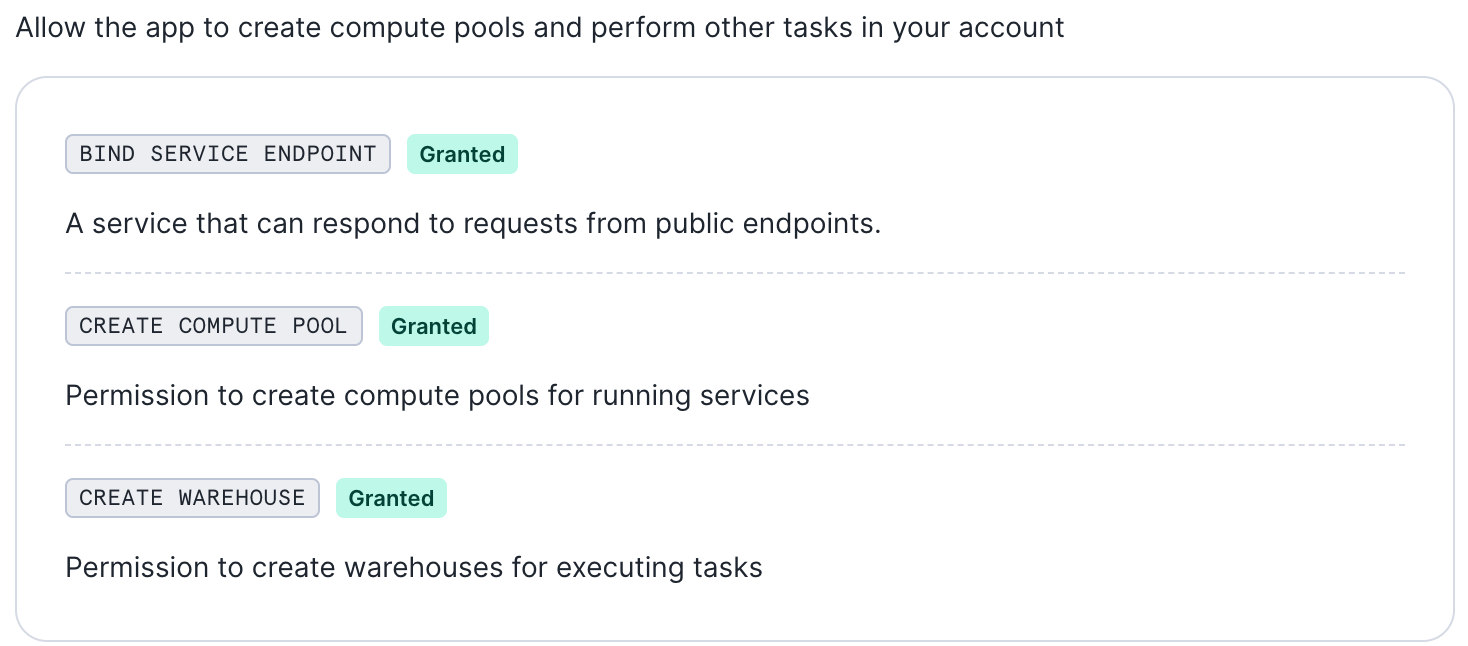 Allow the app to create compute pools and perform other tasks in your account
BIND SERVICE ENDPOINT Granted
A service that can respond to requests from public endpoints.
CREATE COMPUTE POOL Granted
Permission to create compute pools for running services
CREATE WAREHOUSE Granted
Permission to create warehouses for executing tasks